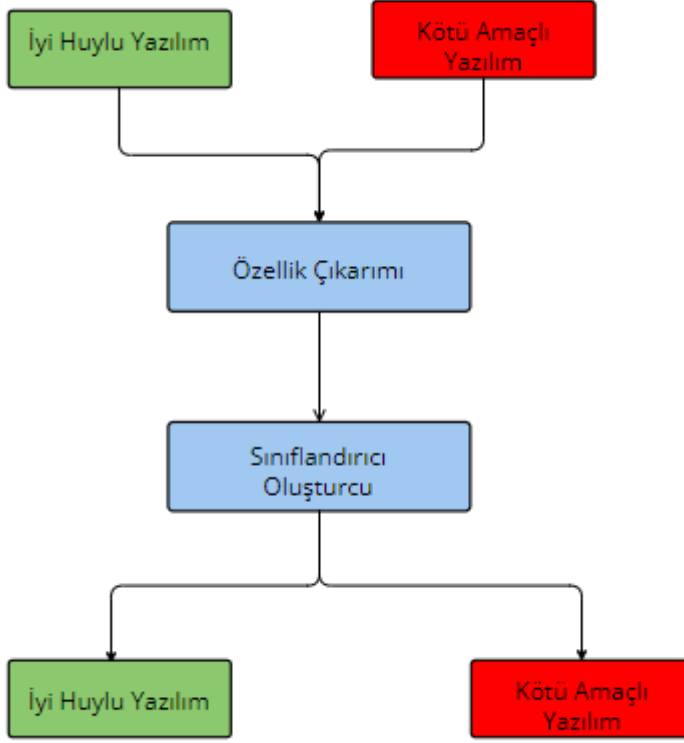 İyi Huylu Yazılım
Kötü Amaçlı
Yazılım
Özellik Çıkarımı
Sınıflandırıcı
Oluşturcu
İyi Huylu Yazılım
Kötü Amaçlı
Yazılım